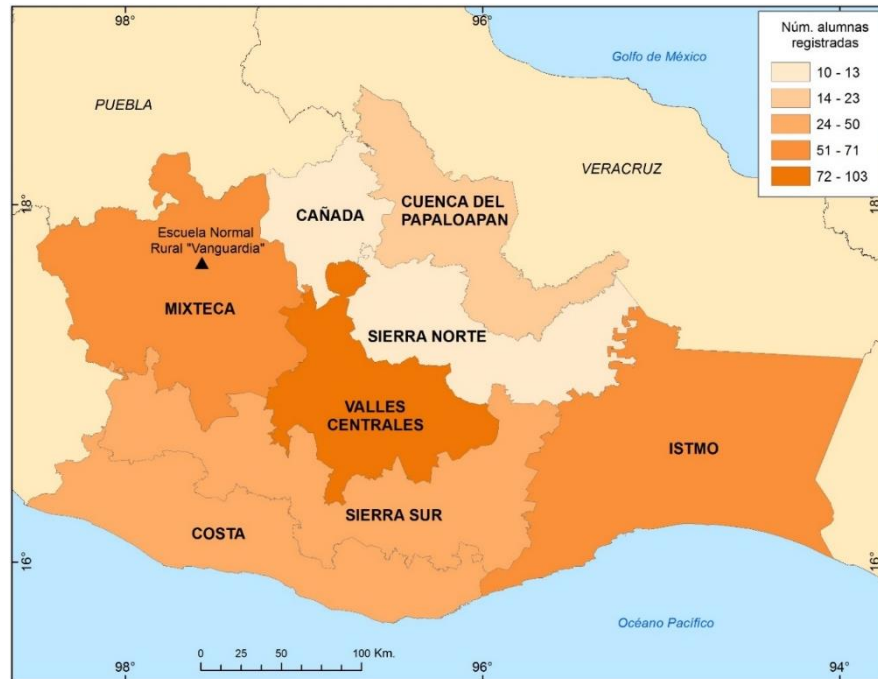 98°
96°
Núm. alumnas
registradas
10 - 13
14 - 23
24 - 50
51 - 71
72 - 103
Golfo de México
PUEBLA
VERACRUZ
18°
18°
CAÑADA
CUENCA DEL
PAPALOAPAN
Escuela Normal
Rural "Vanguardia"
MIXTECA
SIERRA NORTE
VALLES
CENTRALES
ISTMO
SIERRA SUR
COSTA
16°
16°
Océano Pacífico
0 25 50 100 Km.
98°
96°
94°